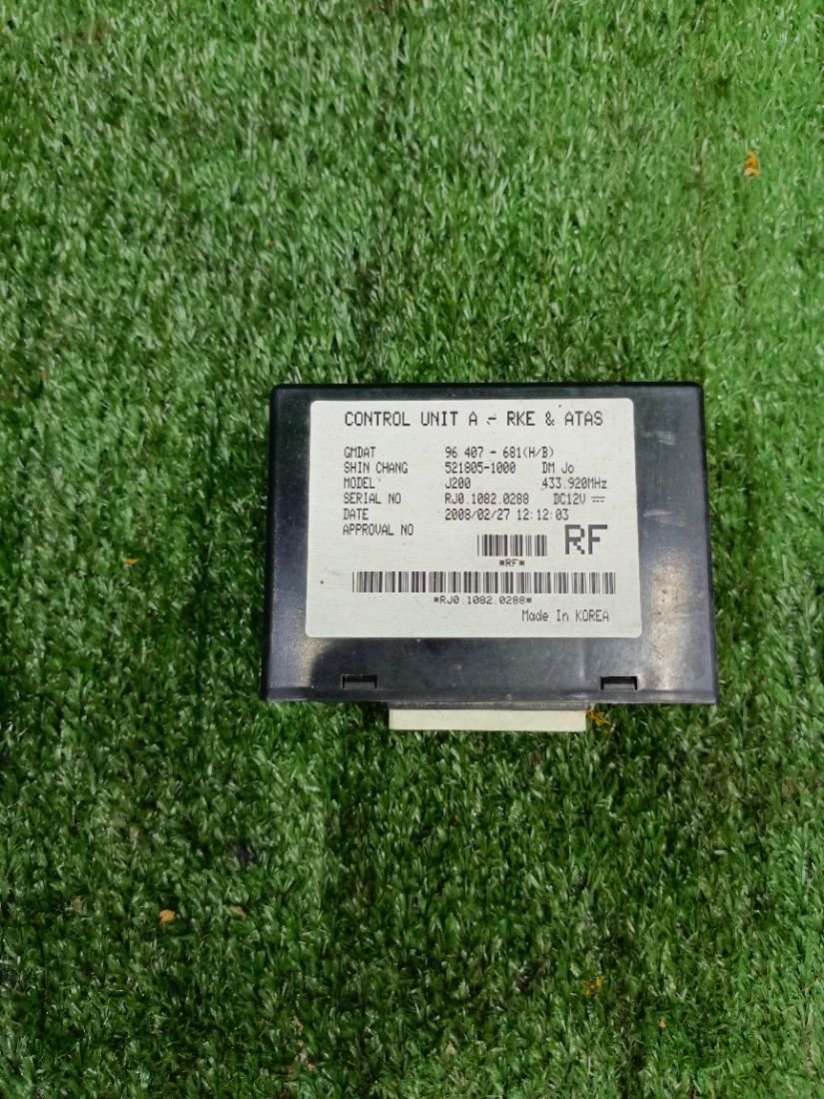 CONTROL UNIT A - RKE & ATAS
GMDAT 96 407 - 681(H/B)
SHIN CHANG 521805-1000 DM Jo
MODEL J200 433.920MHz
SERIAL NO RJ0.1082.0288 DC12V
DATE 2008/02/27 12:12:03
APPROVAL NO
RF
*RF*
*RJ0.1082.0288*
Made In KOREA